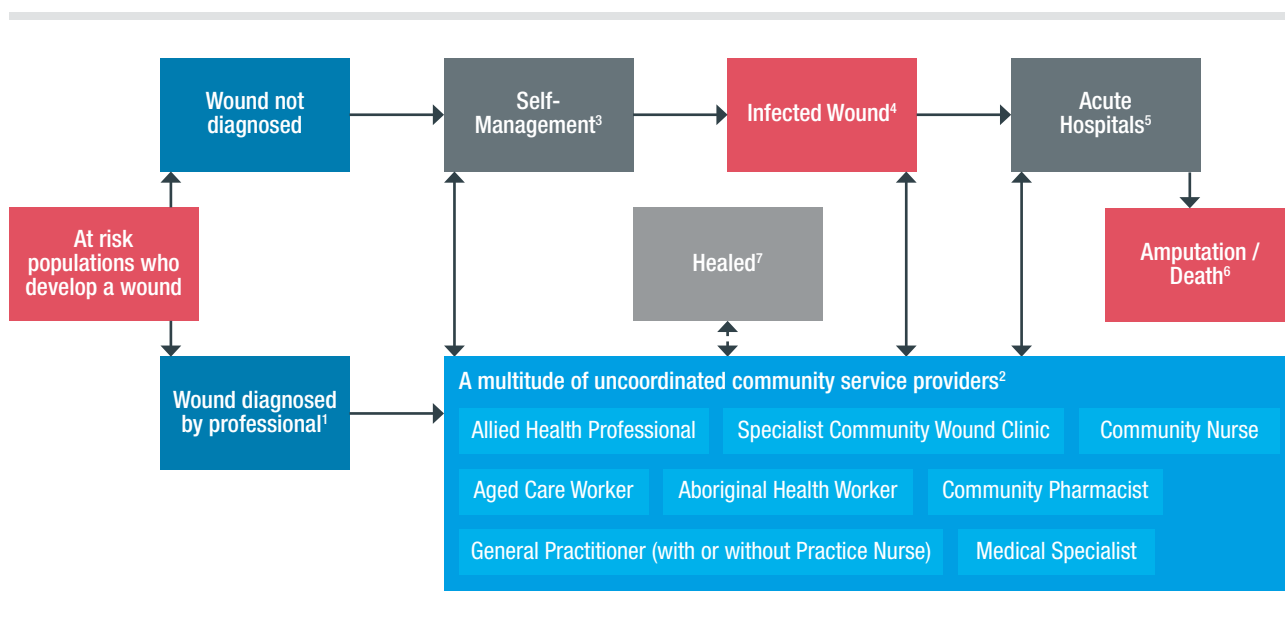 Wound not
diagnosed
Self-
Management³
Infected Wound⁴
Acute
Hospitals⁵
At risk
populations who
develop a wound
Healed⁷
Amputation /
Death⁶
Wound diagnosed
by professional¹
A multitude of uncoordinated community service providers²
Allied Health Professional
Specialist Community Wound Clinic
Community Nurse
Aged Care Worker
Aboriginal Health Worker
Community Pharmacist
General Practitioner (with or without Practice Nurse)
Medical Specialist